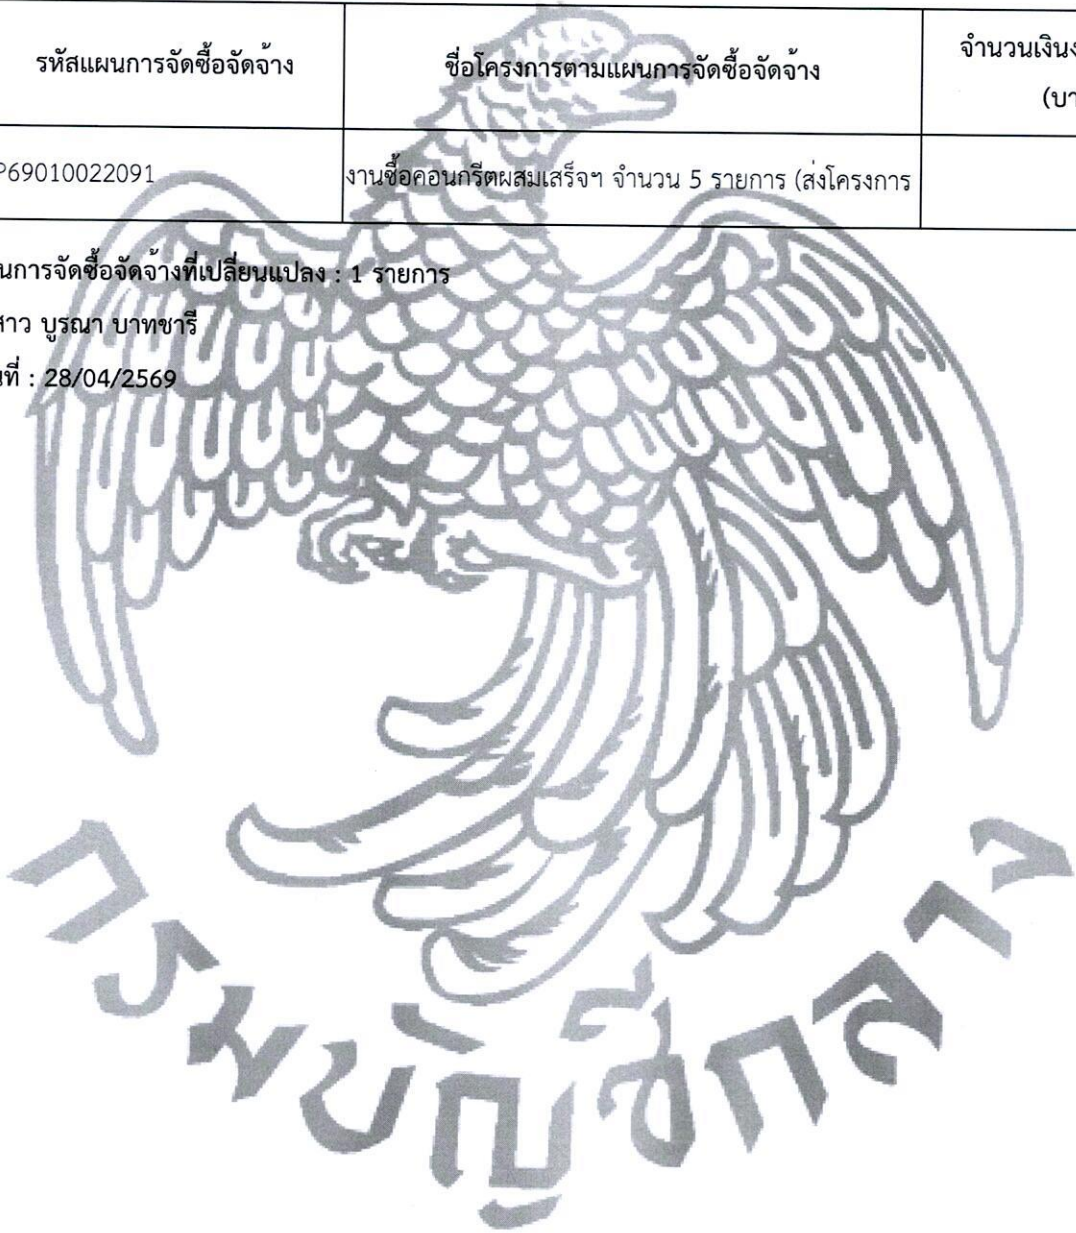 รหัสแผนการจัดซื้อจัดจ้าง
ชื่อโครงการตามแผนการจัดซื้อจัดจ้าง
จำนวนเงิน
(บา
P69010022091
งานซื้อคอนกรีตผสมเสร็จฯ จำนวน 5 รายการ (ส่งโครงการ
นการจัดซื้อจัดจ้างที่เปลี่ยนแปลง : 1 รายการ
สาว บูรณา บาทชารี
ที่ : 28/04/2569
กรมบัญชีกลาง